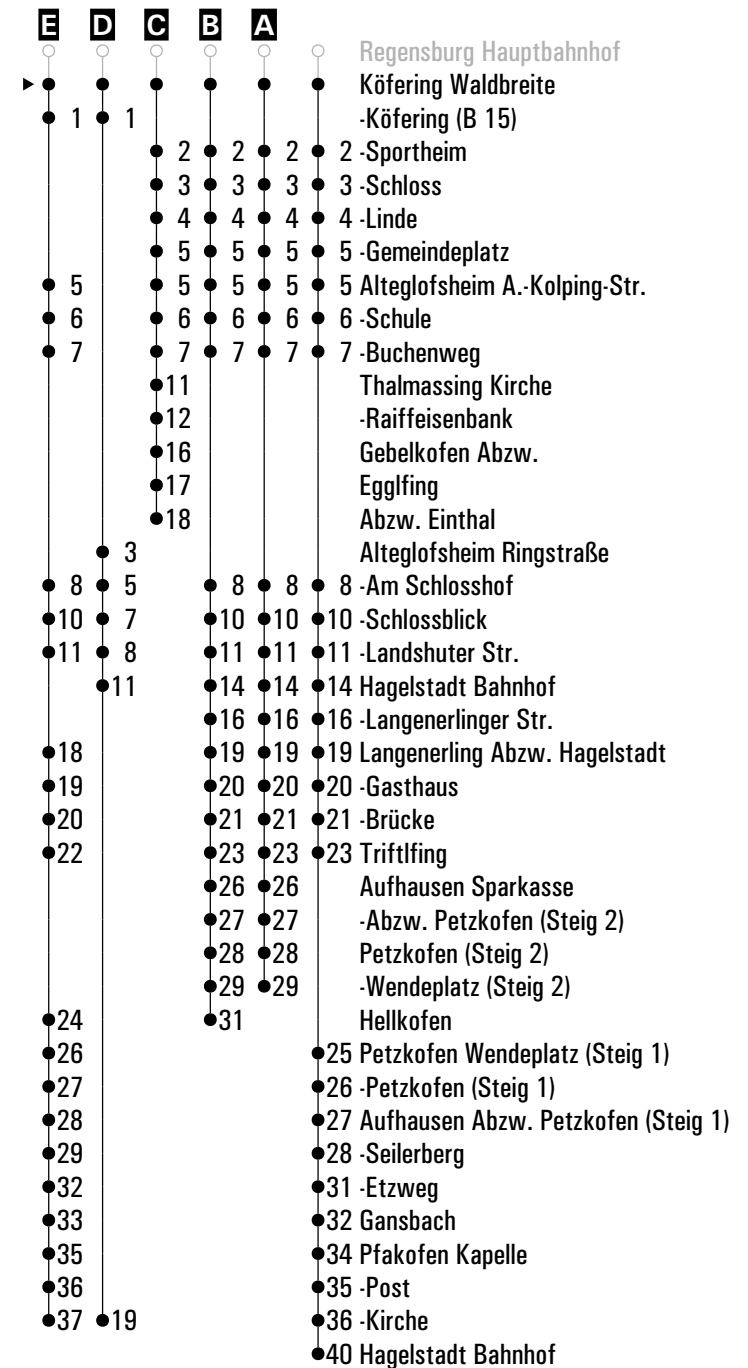 E D C B A
Regensburg Hauptbahnhof
Köfering Waldbreite
1 1 -Köfering (B 15)
2 2 2 2 -Sportheim
3 3 3 3 -Schloss
4 4 4 4 -Linde
5 5 5 5 -Gemeindeplatz
5 5 5 5 5 Alteglofsheim A.-Kolping-Str.
6 6 6 6 6 -Schule
7 7 7 7 7 -Buchenweg
11 Thalmassing Kirche
12 -Raiffeisenbank
16 Gebelkofen Abzw.
17 Egglfing
18 Abzw. Einthal
3 Alteglofsheim Ringstraße
8 5 8 8 8 -Am Schlosshof
10 7 10 10 10 -Schlossblick
11 8 11 11 11 -Landshuter Str.
11 14 14 14 Hagelstadt Bahnhof
16 16 16 -Langenerlinger Str.
18 19 19 19 Langenerling Abzw. Hagelstadt
19 20 20 20 -Gasthaus
20 21 21 21 -Brücke
22 23 23 23 Triftlfing
26 26 Aufhausen Sparkasse
27 27 -Abzw. Petzkofen (Steig 2)
28 28 Petzkofen (Steig 2)
29 29 -Wendeplatz (Steig 2)
24 31 Hellkofen
26 25 Petzkofen Wendeplatz (Steig 1)
27 26 -Petzkofen (Steig 1)
28 27 Aufhausen Abzw. Petzkofen (Steig 1)
29 28 -Seilerberg
32 31 -Etzweg
33 32 Gansbach
35 34 Pfakofen Kapelle
36 35 -Post
37 19 36 -Kirche
40 Hagelstadt Bahnhof